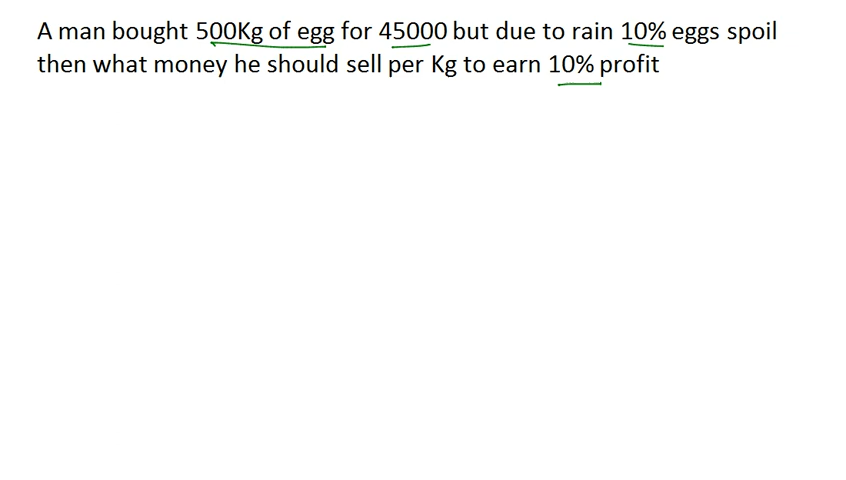 A man bought 500Kg of egg for 45000 but due to rain 10% eggs spoil
then what money he should sell per Kg to earn 10% profit